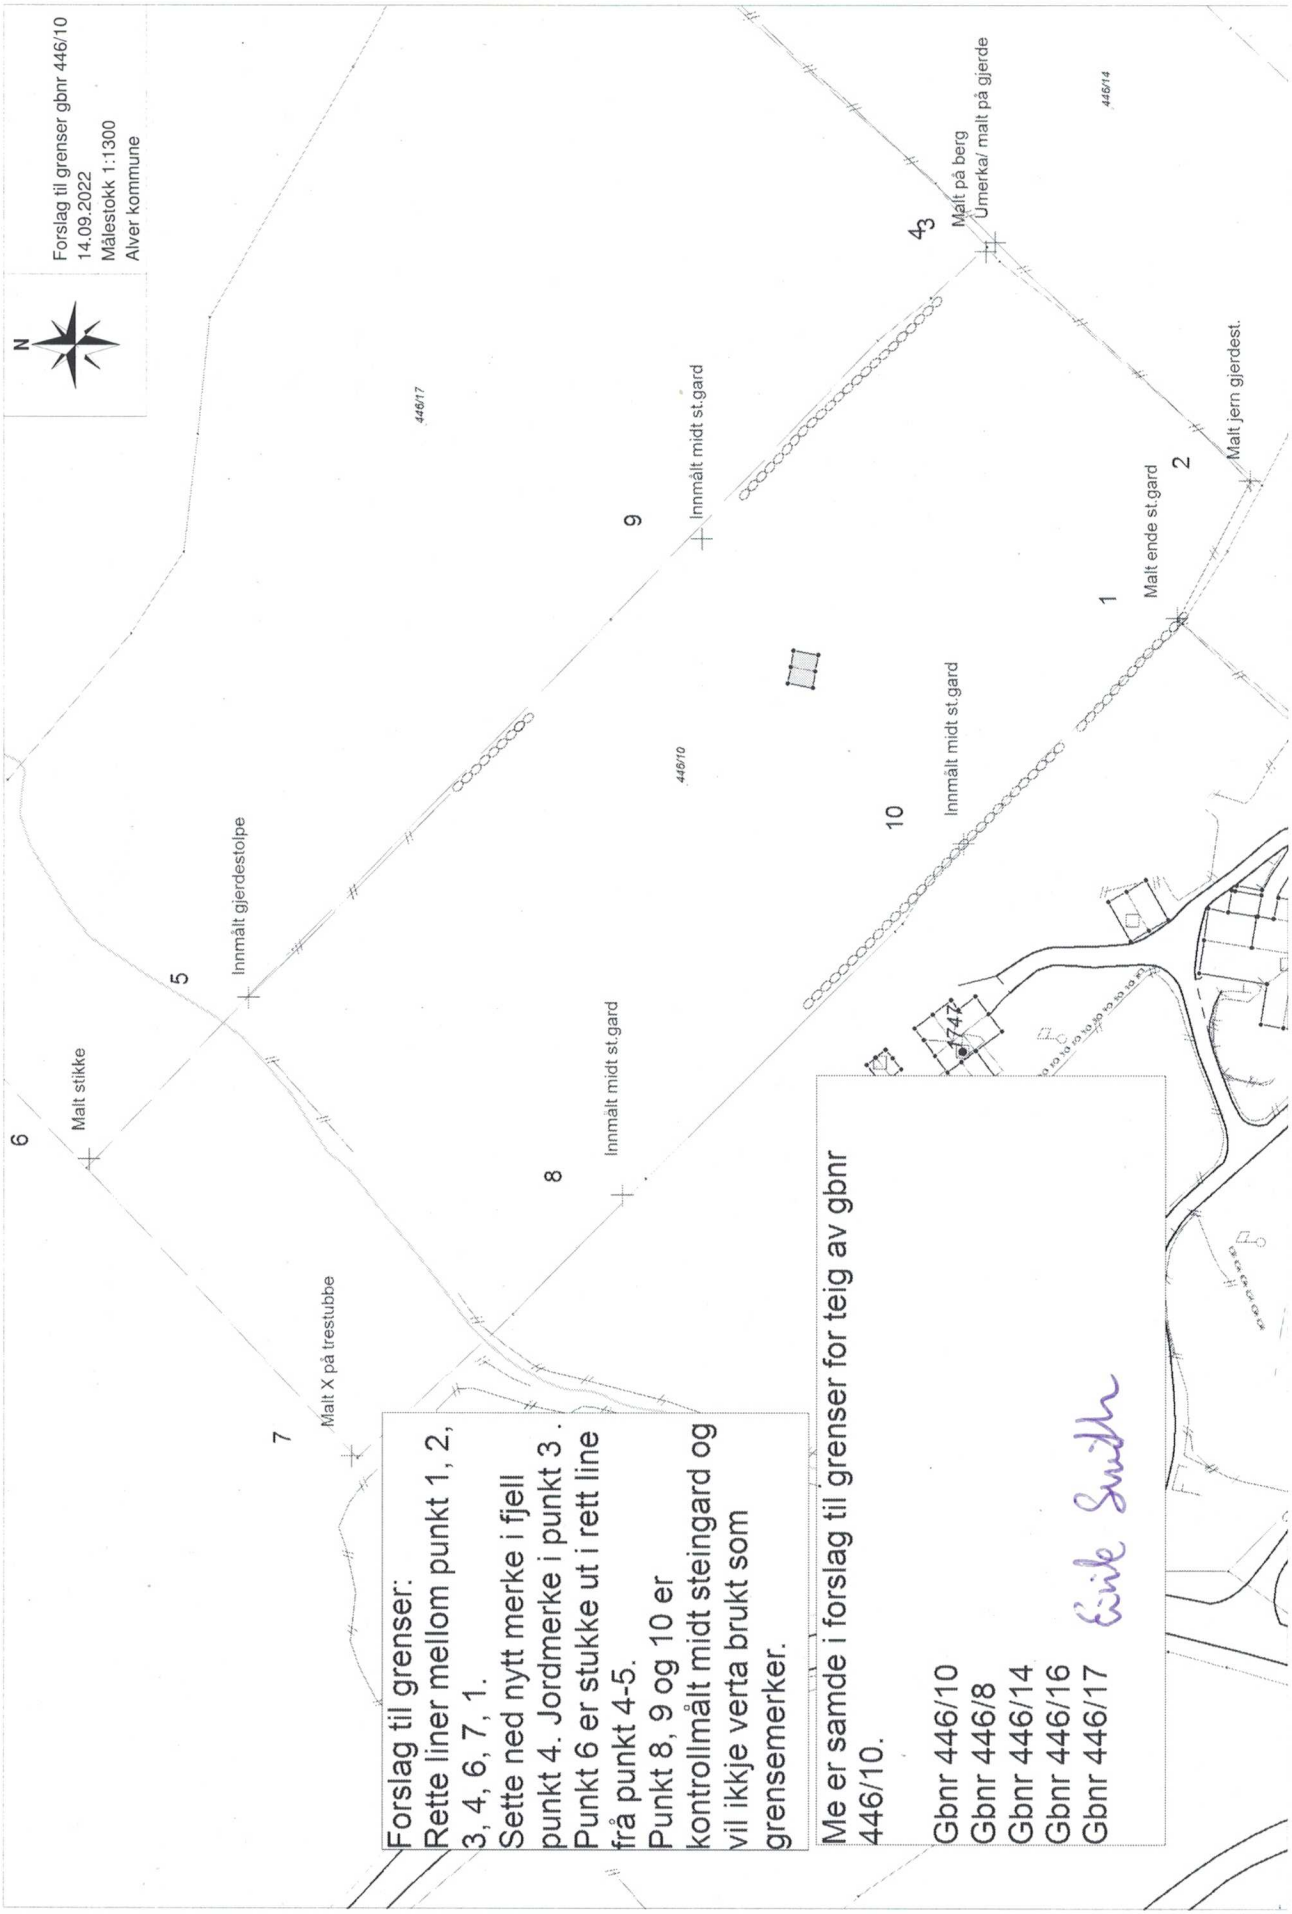 Forslag til grenser gbnr 446/10
14.09.2022
Målestokk 1:1300
Alver kommune
N
6
Malt stikke
5
Innmålt gjerdestolpe
446/17
7
Malt X på trestubbe
8
Innmålt midt st.gard
9
Innmålt midt st.gard
446/10
10
Innmålt midt st.gard
43
Malt på berg
Umerka/ malt på gjerde
446/14
1
Malt ende st.gard
2
Malt jern gjerdest.
1747
Forslag til grenser:
Rette liner mellom punkt 1, 2,
3, 4, 6, 7, 1.
Sette ned nytt merke i fjell
punkt 4. Jordmerke i punkt 3 .
Punkt 6 er stukke ut i rett line
frå punkt 4-5.
Punkt 8, 9 og 10 er
kontrollmålt midt steingard og
vil ikkje verta brukt som
grensemerker.
Me er samde i forslag til grenser for teig av gbnr
446/10.
Gbnr 446/10
Gbnr 446/8
Gbnr 446/14
Gbnr 446/16
Gbnr 446/17 Eirik Smith